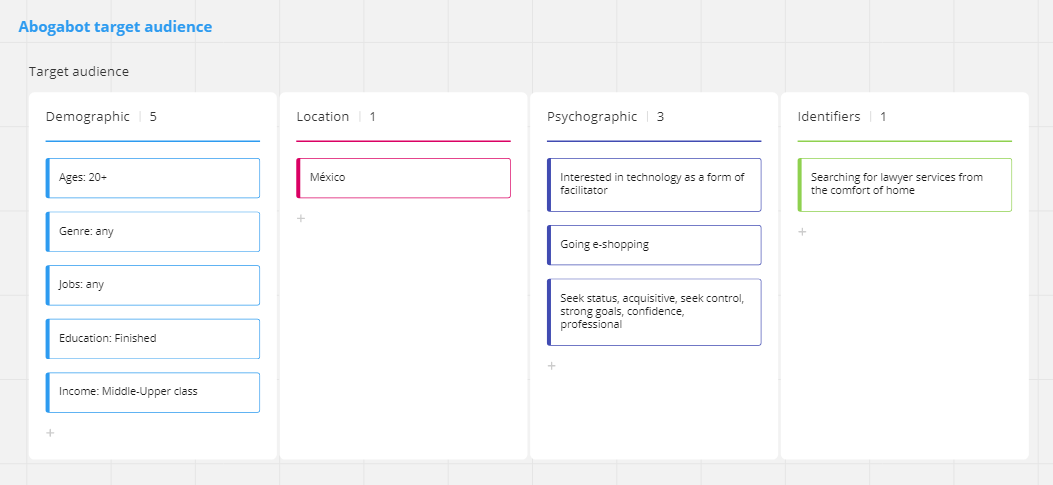 Abogabot target audience
Target audience
Demographic | 5
Ages: 20+
Genre: any
Jobs: any
Education: Finished
Income: Middle-Upper class
+
Location | 1
México
+
Psychographic | 3
Interested in technology as a form of
facilitator
Going e-shopping
Seek status, acquisitive, seek control,
strong goals, confidence,
professional
+
Identifiers | 1
Searching for lawyer services from
the comfort of home
+